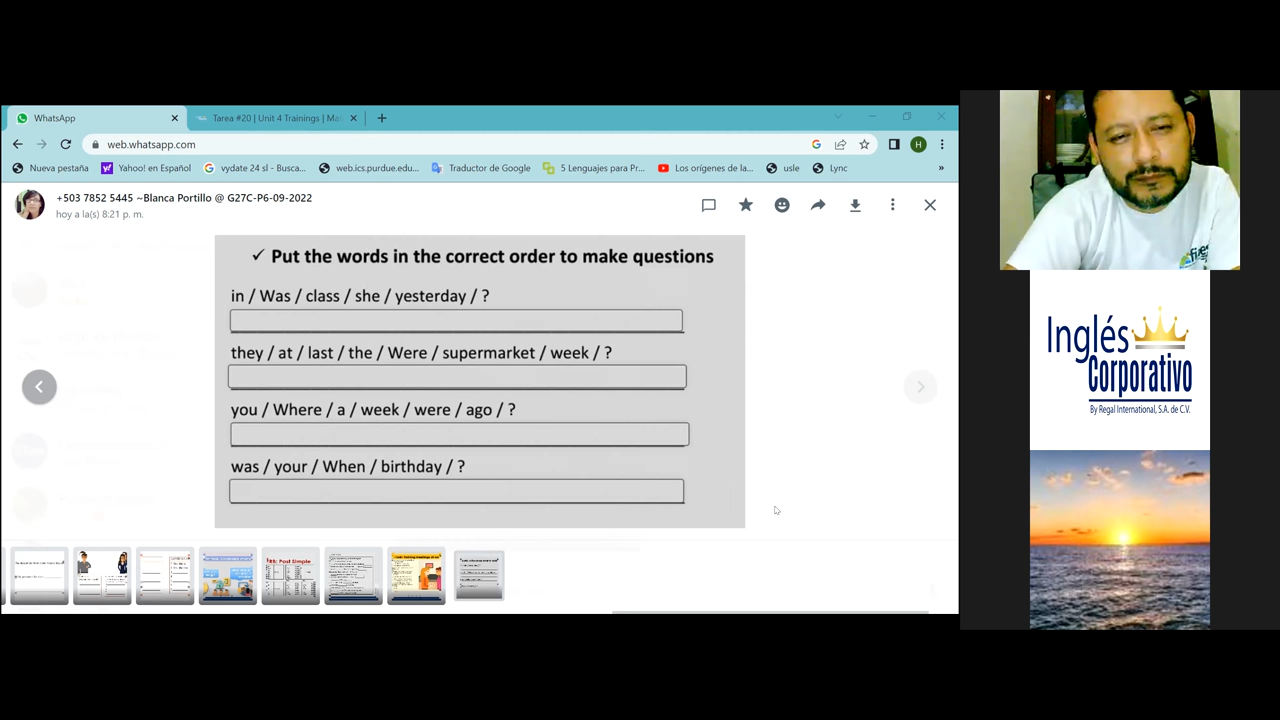 WhatsApp
Tarea #20 | Unit 4 Trainings | Ma
web.whatsapp.com
H
Nueva pestaña
Yahoo! en Español
vydate 24 sl - Busca...
web.ics.purdue.edu...
Traductor de Google
5 Lenguajes para Pr...
Los orígenes de la...
usle
Lync
»
+503 7852 5445 ~Blanca Portillo @ G27C-P6-09-2022
hoy a la(s) 8:21 p. m.
✓ Put the words in the correct order to make questions
in / Was / class / she / yesterday / ?
they / at / last / the / Were / supermarket / week / ?
you / Where / a / week / were / ago / ?
was / your / When / birthday / ?
Past Simple
Inglés
Corporativo
By Regal International, S.A. de C.V.